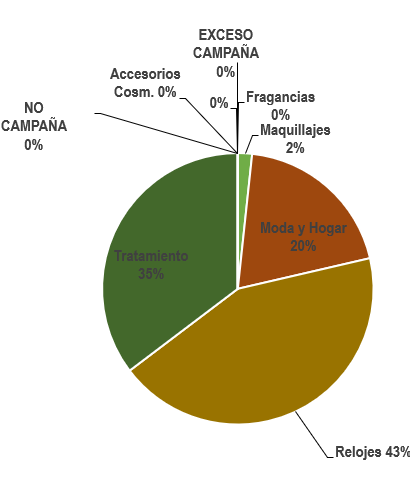 EXCESO
CAMPAÑA
0%
Accesorios
Cosm. 0%
0%
Fragancias
0%
NO
CAMPAÑA
0%
Maquillajes
2%
Moda y Hogar
20%
Tratamiento
35%
Relojes 43%